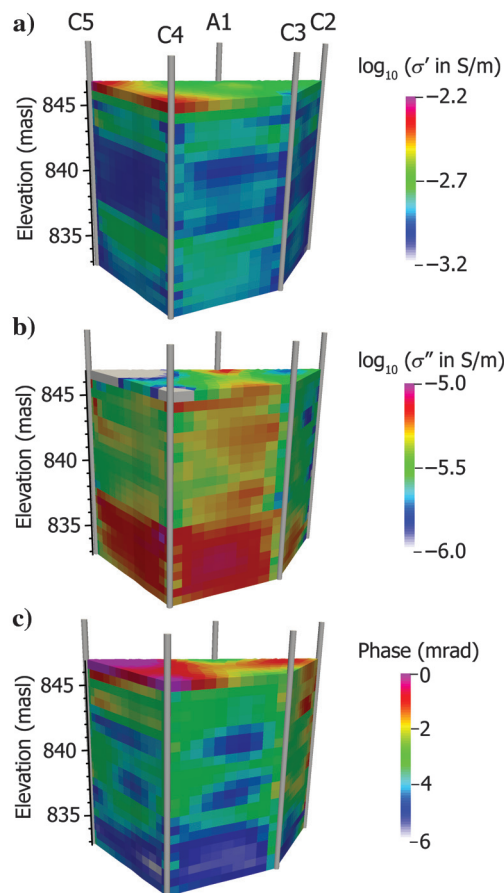 a)
C5 C4 A1 C3 C2
log10 (σ′ in S/m)
Elevation (masl)
845
840
835
−2.2
−2.7
−3.2
b)
log10 (σ″ in S/m)
Elevation (masl)
845
840
835
−5.0
−5.5
−6.0
c)
Phase (mrad)
Elevation (masl)
845
840
835
0
−2
−4
−6